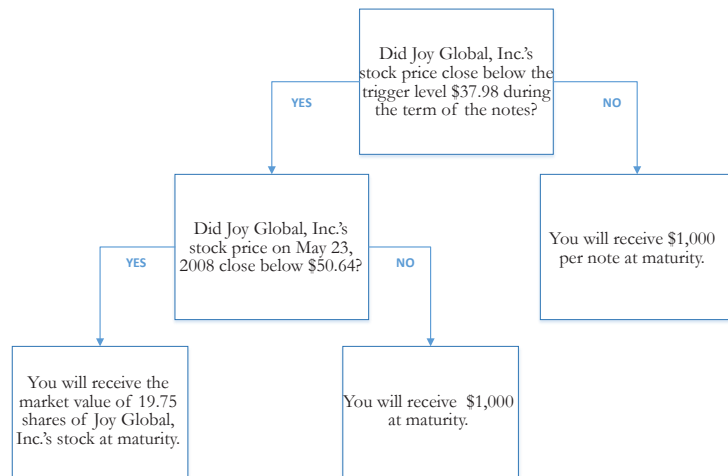 Did Joy Global, Inc.'s
stock price close below the
trigger level $37.98 during
the term of the notes?
YES
NO
Did Joy Global, Inc.'s
stock price on May 23,
2008 close below $50.64?
You will receive $1,000
per note at maturity.
YES
NO
You will receive the
market value of 19.75
shares of Joy Global,
Inc.'s stock at maturity.
You will receive $1,000
at maturity.